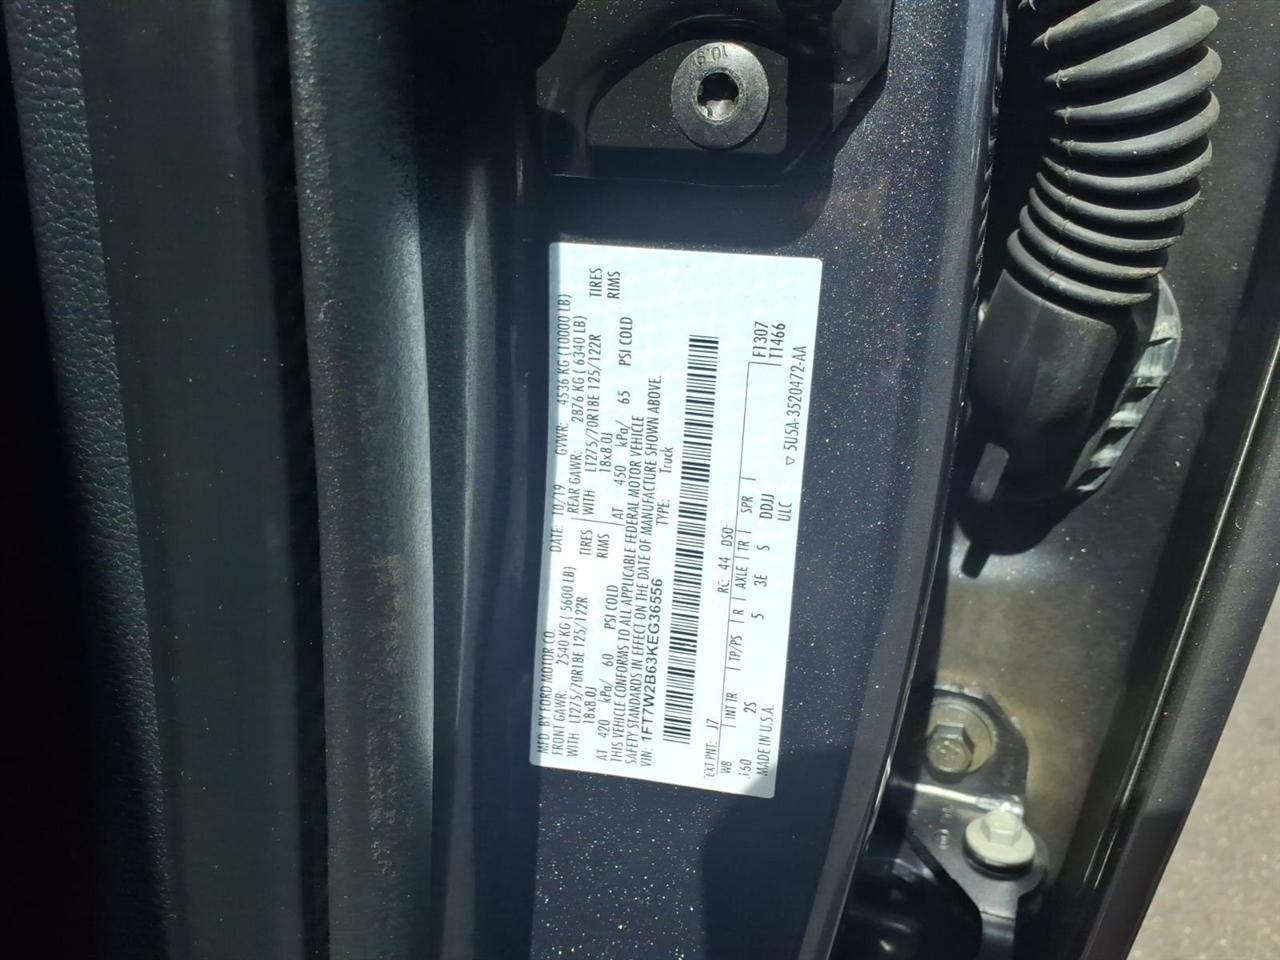 10.9
MFD. BY FORD MOTOR CO.
DATE: 10/19 GVWR: 4536 KG (10000 LB)
FRONT GAWR: 2540 KG ( 5600 LB) REAR GAWR: 2876 KG ( 6340 LB)
WITH LT275/70R18E 125/122R TIRES WITH LT275/70R18E 125/122R TIRES
18x8.0J RIMS 18x8.0J RIMS
AT 420 kPa/ 60 PSI COLD AT 450 kPa/ 65 PSI COLD
THIS VEHICLE CONFORMS TO ALL APPLICABLE FEDERAL MOTOR VEHICLE
SAFETY STANDARDS IN EFFECT ON THE DATE OF MANUFACTURE SHOWN ABOVE.
VIN: 1FT7W2B63KEG36556 TYPE: Truck
EXT PNT: J7 RC: 44 DSO: F1307
WB INT TR TP/PS R AXLE TR SPR T1466
160 2S 5 3E S DDJJ
MADE IN U.S.A. ULC 5U5A-3520472-AA